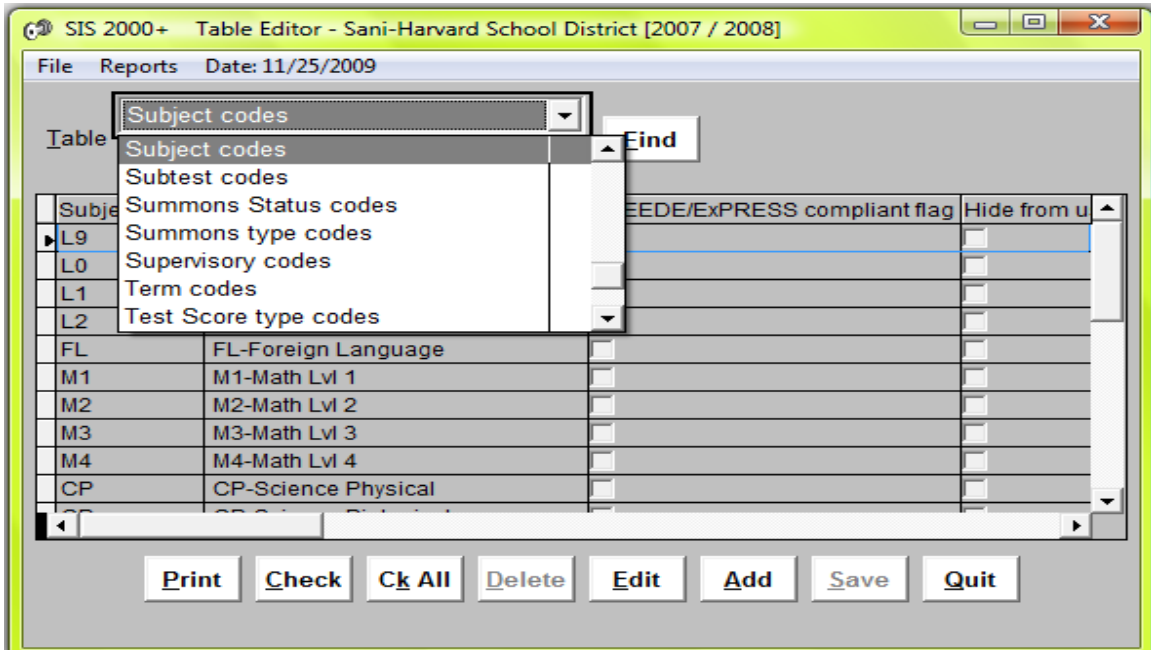 SIS 2000+ Table Editor - Sani-Harvard School District [2007 / 2008]
File Reports Date: 11/25/2009
Table Subject codes Find
Subject codes
Subtest codes
Summons Status codes
Summons type codes
Supervisory codes
Term codes
Test Score type codes
Subje EEDE/ExPRESS compliant flag Hide from u
L9
L0
L1
L2
FL FL-Foreign Language
M1 M1-Math Lvl 1
M2 M2-Math Lvl 2
M3 M3-Math Lvl 3
M4 M4-Math Lvl 4
CP CP-Science Physical
Print Check Ck All Delete Edit Add Save Quit